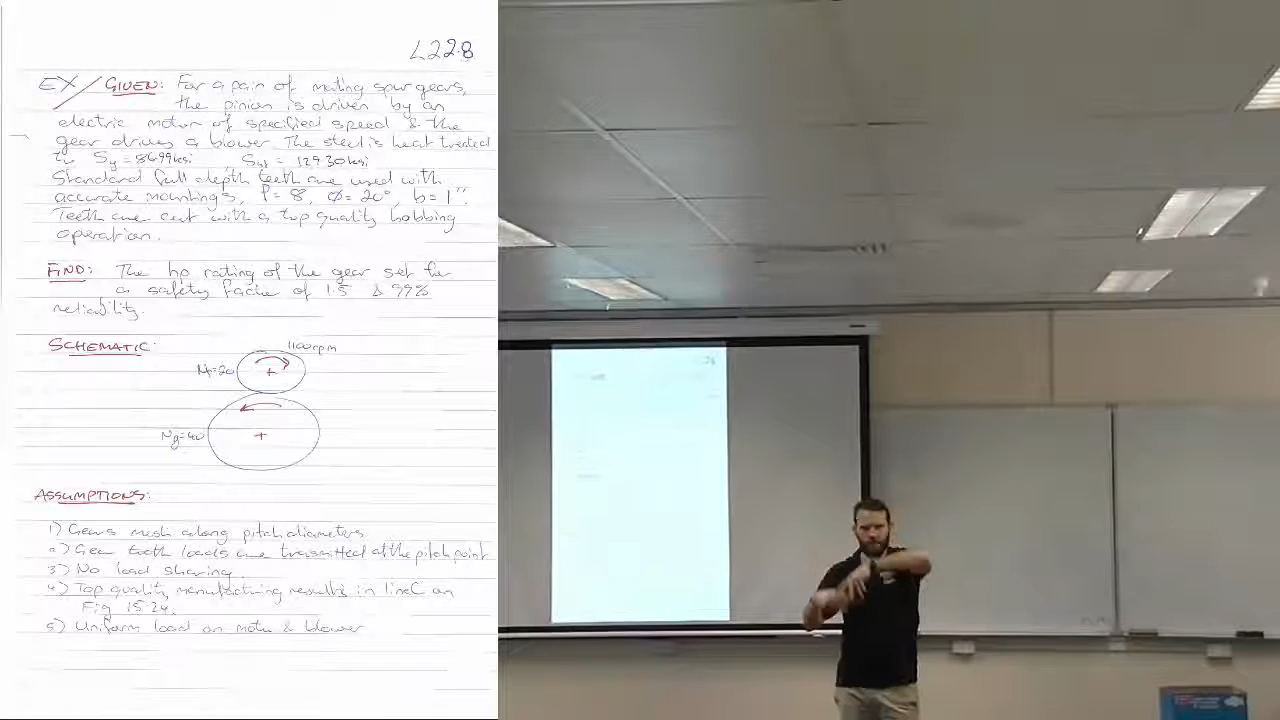 L22.8
EX/ GIVEN: For a pair of mating spur gears,
the pinion is driven by an
electric motor of specified speed & the
gear drives a blower. The steel is heat treated
to Sy = 86.99ksi Sut = 129.30ksi
Standard full depth teeth are used with
accurate mountings. P = 8, ø = 20° b = 1".
Teeth are cut with a top quality hobbing
operation.
FIND: The hp rating of the gear set for
a safety factor of 1.5 & 99%
reliability
SCHEMATIC
1100rpm
Np=20
Ng=40
ASSUMPTIONS:
1) Gears mesh along pitch diameters
2) Gear teeth loads are transmitted at the pitch point
3) No load sharing.
4) Top quality manufacturing results in line C on
Fig 15.24.
5) load on motor & blower